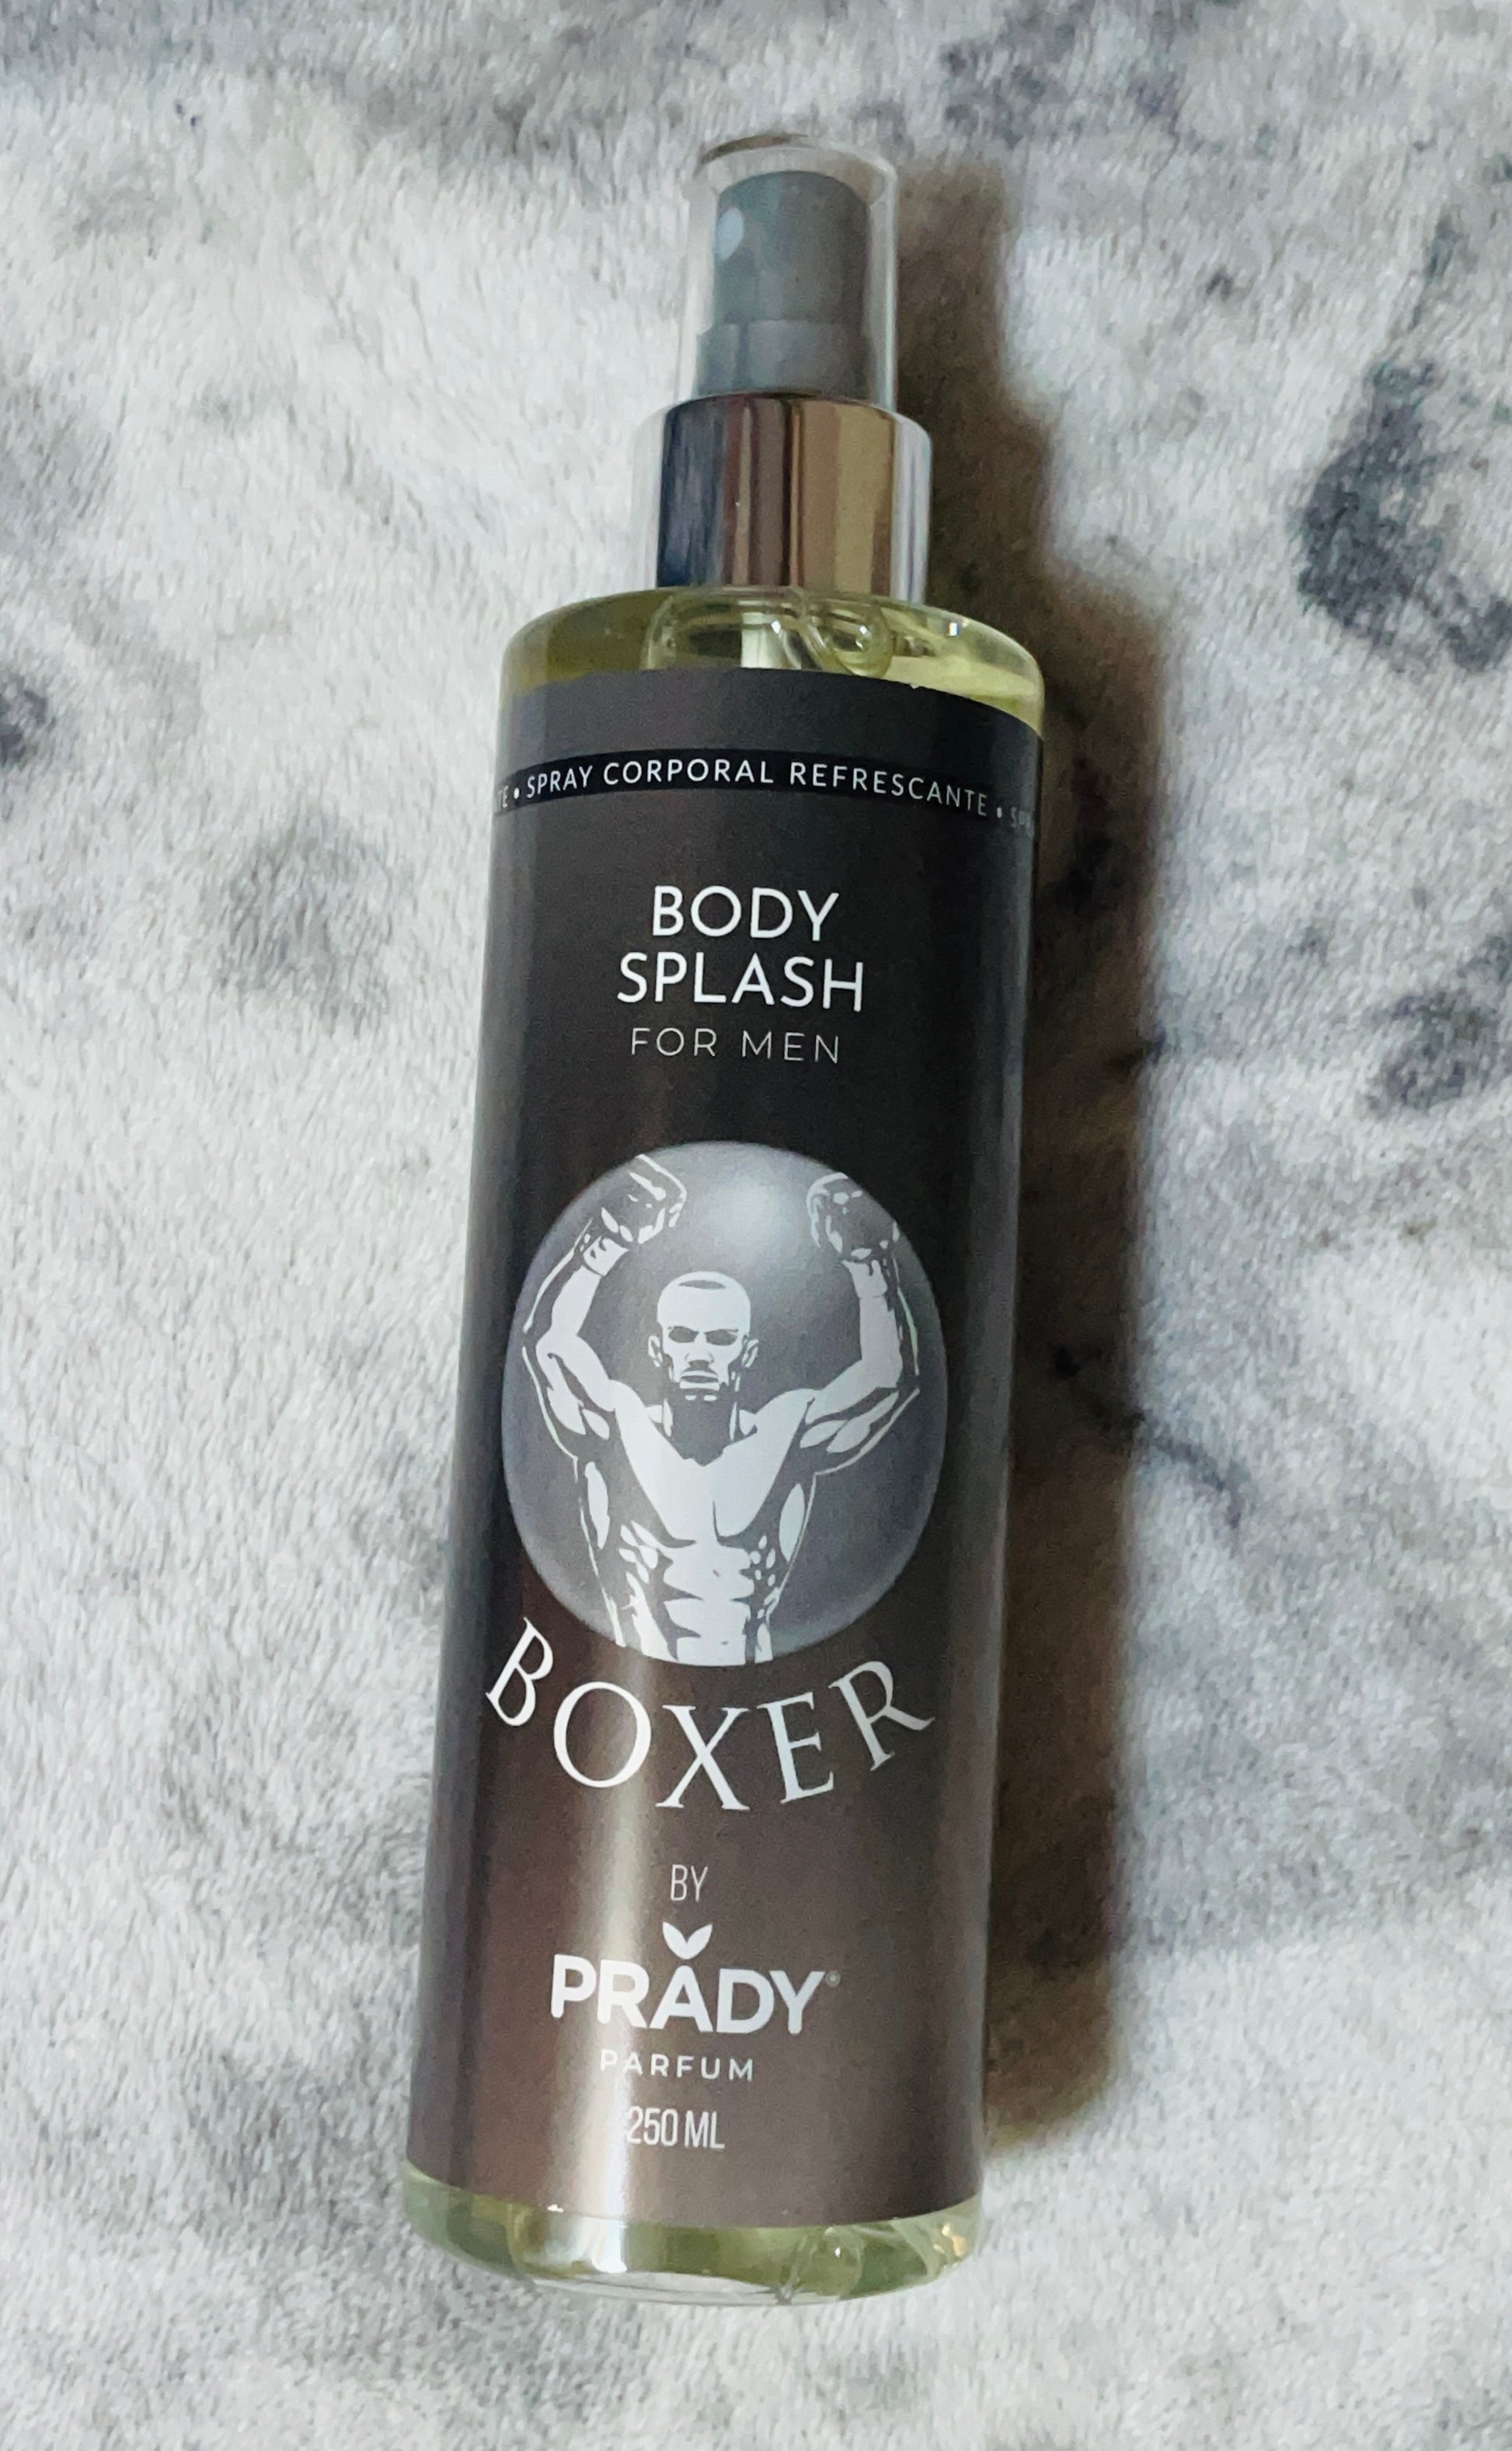 • SPRAY CORPORAL REFRESCANTE •
BODY
SPLASH
FOR MEN
BOXER
BY
PRADY®
PARFUM
250 ML